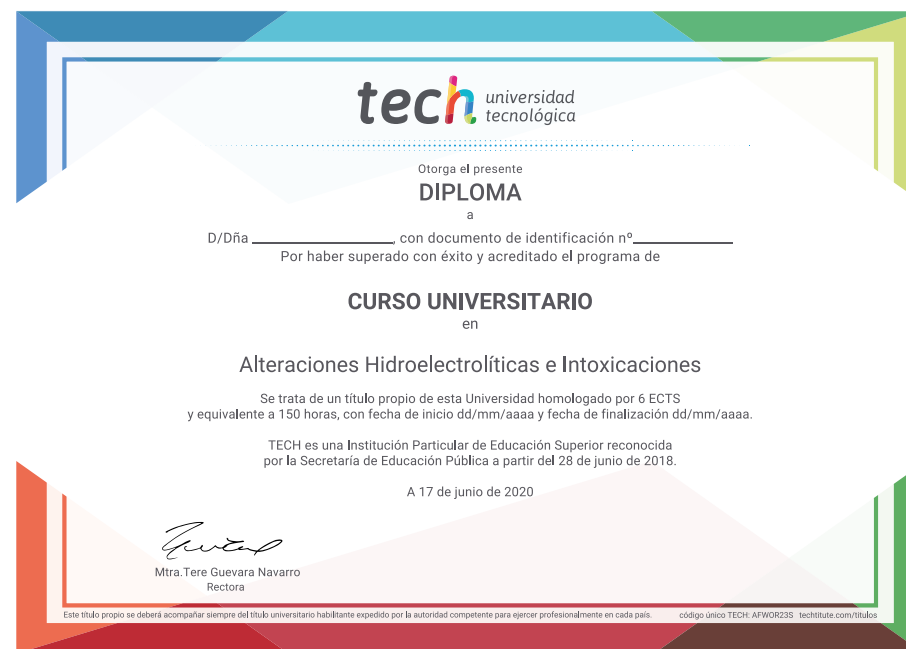 tech universidad
tecnológica
Otorga el presente
DIPLOMA
a
D/Dña ____________________, con documento de identificación nº______________
Por haber superado con éxito y acreditado el programa de
CURSO UNIVERSITARIO
en
Alteraciones Hidroelectrolíticas e Intoxicaciones
Se trata de un título propio de esta Universidad homologado por 6 ECTS
y equivalente a 150 horas, con fecha de inicio dd/mm/aaaa y fecha de finalización dd/mm/aaaa.
TECH es una Institución Particular de Educación Superior reconocida
por la Secretaría de Educación Pública a partir del 28 de junio de 2018.
A 17 de junio de 2020
Mtra.Tere Guevara Navarro
Rectora
Este título propio se deberá acompañar siempre del título universitario habilitante expedido por la autoridad competente para ejercer profesionalmente en cada país. código único TECH: AFWOR23S techtitute.com/titulos